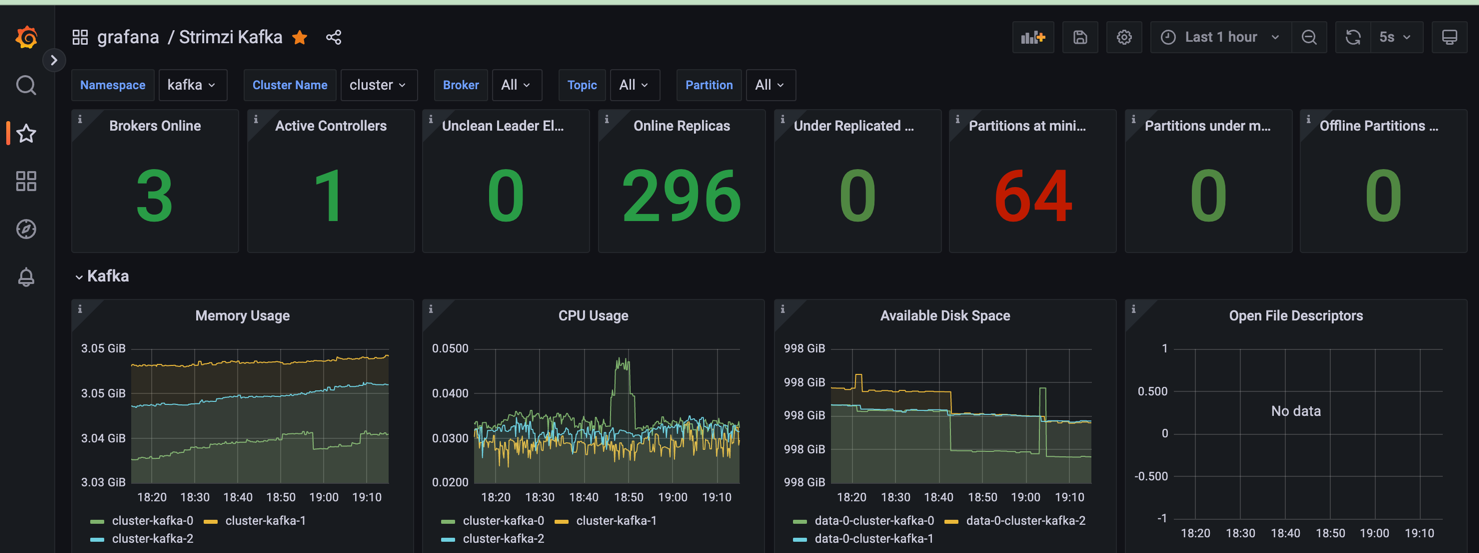 grafana / Strimzi Kafka
Last 1 hour
5s
Namespace kafka Cluster Name cluster Broker All Topic All Partition All
Brokers Online
3
Active Controllers
1
Unclean Leader El...
0
Online Replicas
296
Under Replicated ...
0
Partitions at mini...
64
Partitions under m...
0
Offline Partitions ...
0
Kafka
Memory Usage
3.05 GiB
3.05 GiB
3.04 GiB
3.03 GiB
18:20 18:30 18:40 18:50 19:00 19:10
cluster-kafka-0 cluster-kafka-1
cluster-kafka-2
CPU Usage
0.0500
0.0400
0.0300
0.0200
18:20 18:30 18:40 18:50 19:00 19:10
cluster-kafka-0 cluster-kafka-1
cluster-kafka-2
Available Disk Space
998 GiB
998 GiB
998 GiB
998 GiB
998 GiB
18:20 18:30 18:40 18:50 19:00 19:10
data-0-cluster-kafka-0 data-0-cluster-kafka-2
data-0-cluster-kafka-1
Open File Descriptors
1
0.500
0
-0.500
-1
No data
18:20 18:30 18:40 18:50 19:00 19:10